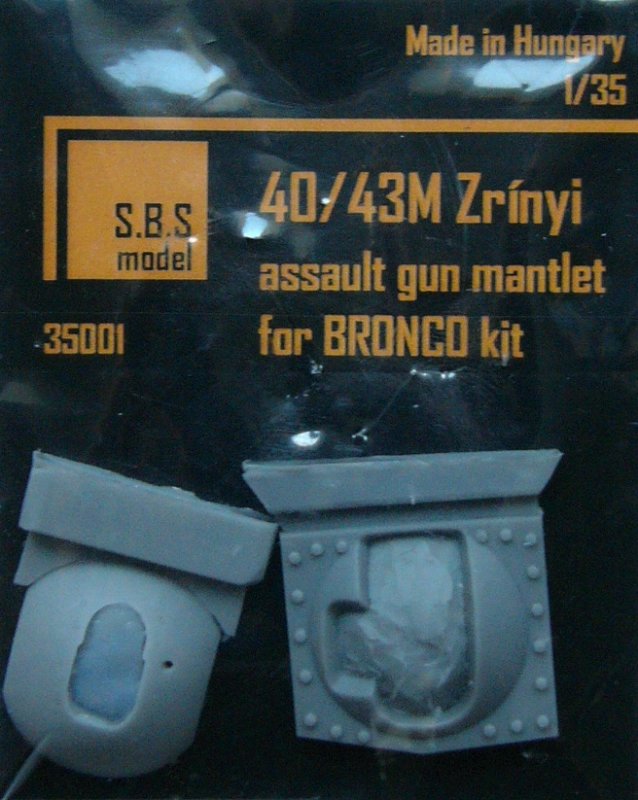 Made in Hungary
1/35
S.B.S
model
40/43M Zrínyi
assault gun mantlet
for BRONCO kit
35001